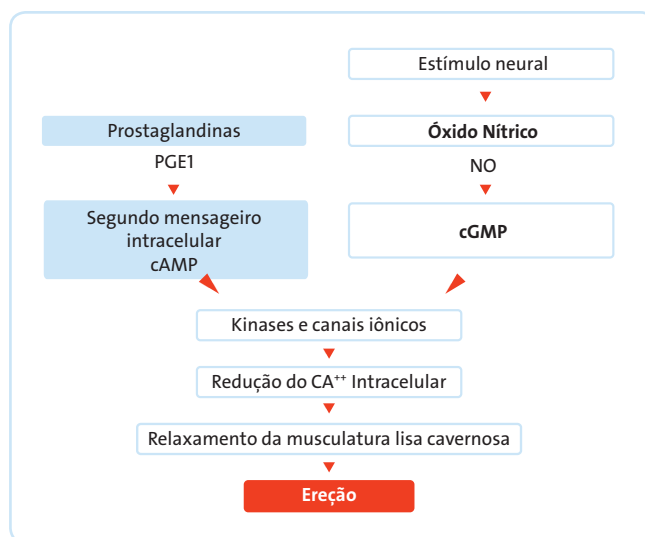 Estímulo neural
Prostaglandinas
Óxido Nítrico
PGE1
NO
Segundo mensageiro
intracelular
cAMP
cGMP
Kinases e canais iônicos
Redução do CA⁺⁺ Intracelular
Relaxamento da musculatura lisa cavernosa
Ereção